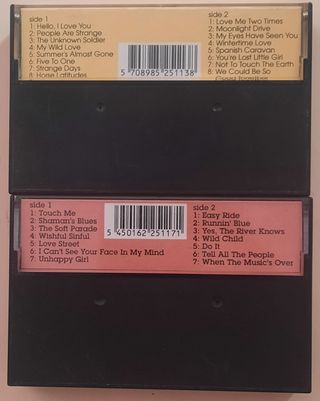 side 1
1: Hello, I Love You
2: People Are Strange
3: The Unknown Soldier
4: My Wild Love
5: Summer's Almost Gone
6: Five To One
7: Strange Days
8: Horse Latitudes
5 708985 251138
side 2
1: Love Me Two Times
2: Moonlight Drive
3: My Eyes Have Seen You
4: Wintertime Love
5: Spanish Caravan
6: You're Lost Little Girl
7: Not To Touch The Earth
8: We Could Be So
Good Together
side 1
1: Touch Me
2: Shaman's Blues
3: The Soft Parade
4: Wishful Sinful
5: Love Street
6: I Can't See Your Face In My Mind
7: Unhappy Girl
5 450162 251171
side 2
1: Easy Ride
2: Runnin' Blue
3: Yes, The River Knows
4: Wild Child
5: Do It
6: Tell All The People
7: When The Music's Over